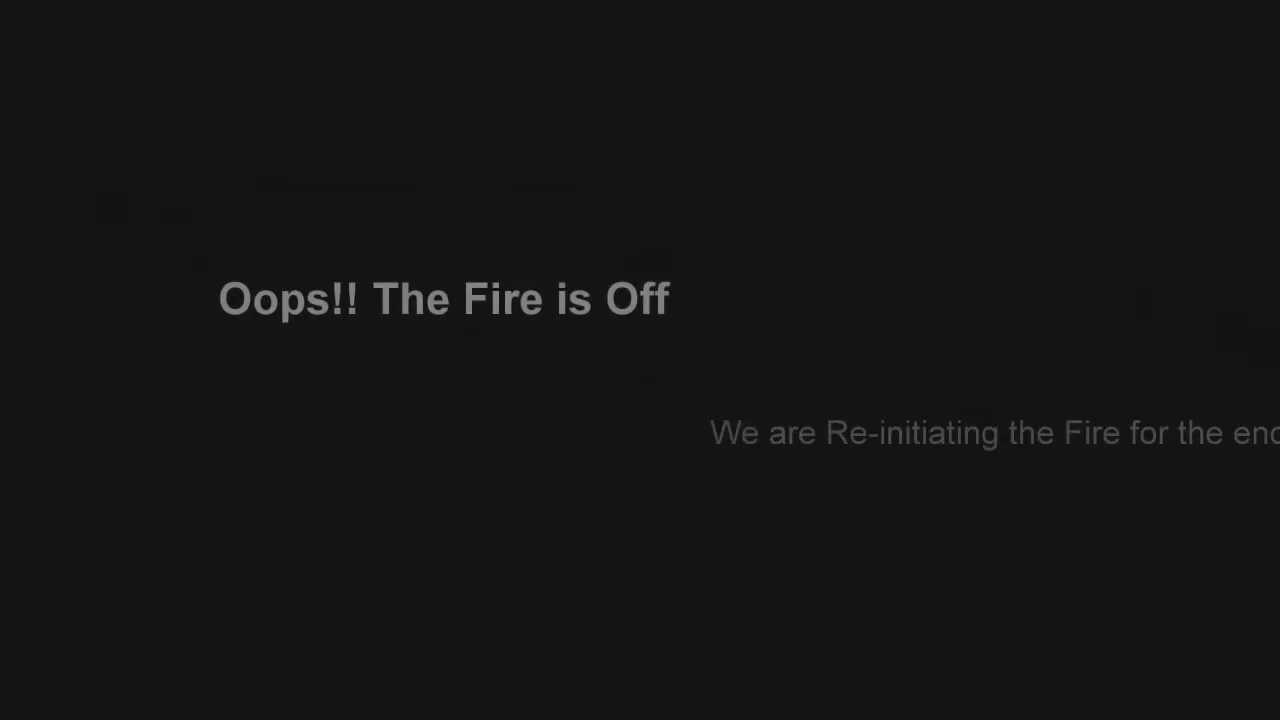 Oops!! The Fire is Off
We are Re-initiating the Fire for the